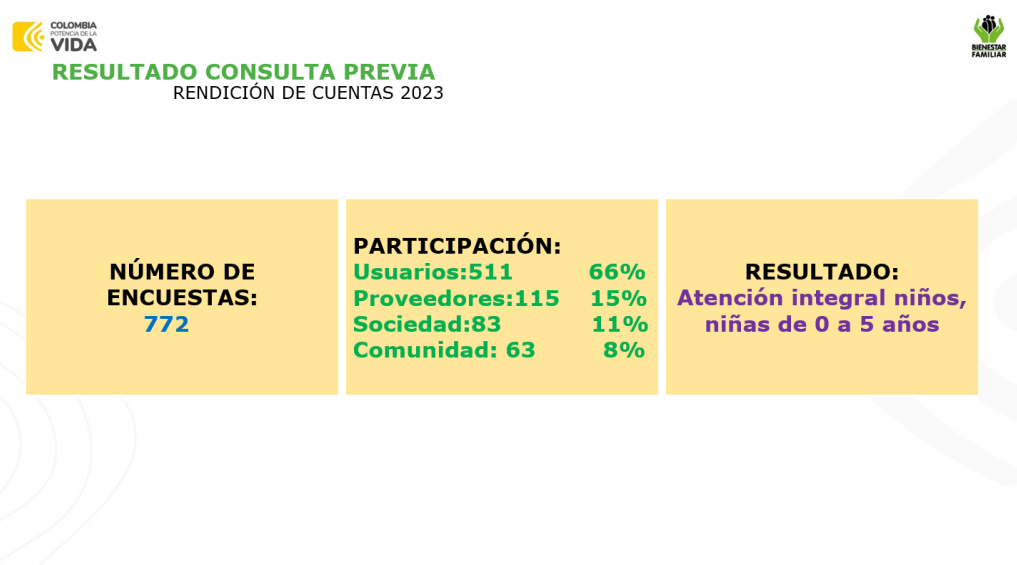 COLOMBIA
POTENCIA DE LA
VIDA
BIENESTAR
FAMILIAR
RESULTADO CONSULTA PREVIA
RENDICIÓN DE CUENTAS 2023
NÚMERO DE
ENCUESTAS:
772
PARTICIPACIÓN:
Usuarios:511 66%
Proveedores:115 15%
Sociedad:83 11%
Comunidad: 63 8%
RESULTADO:
Atención integral niños,
niñas de 0 a 5 años